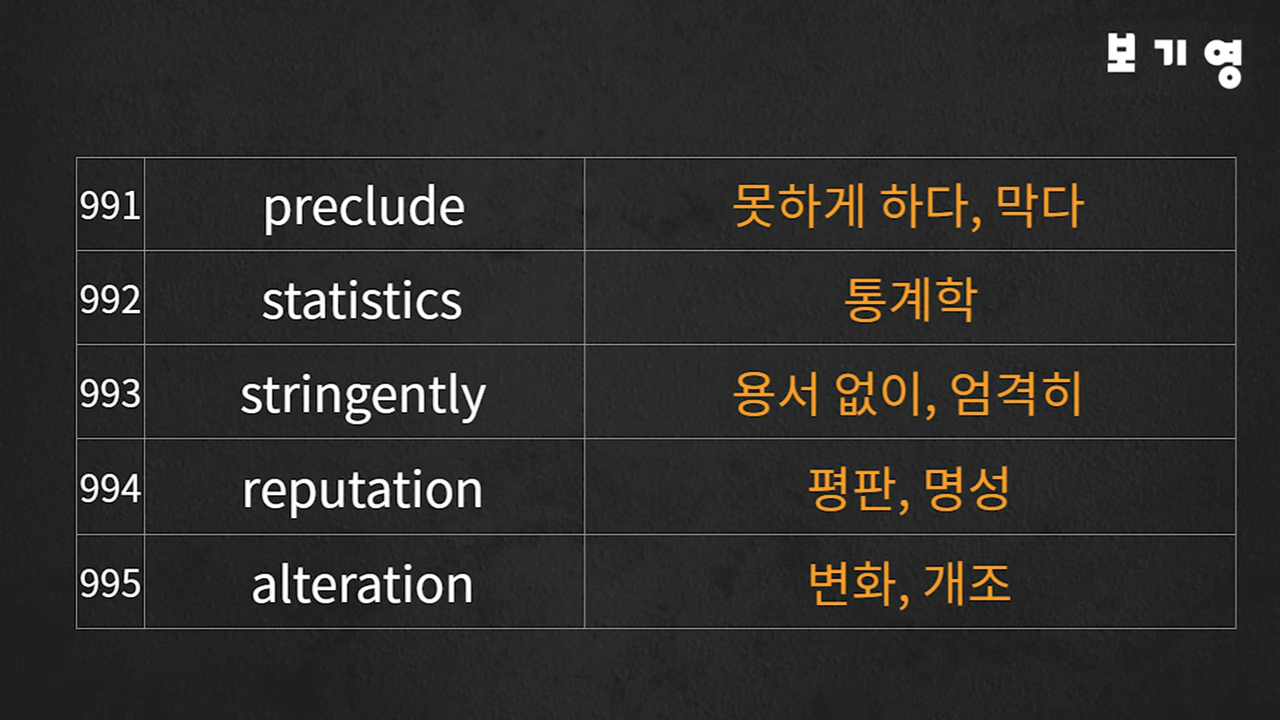 보기영
991 preclude 못하게 하다, 막다
992 statistics 통계학
993 stringently 용서 없이, 엄격히
994 reputation 평판, 명성
995 alteration 변화, 개조